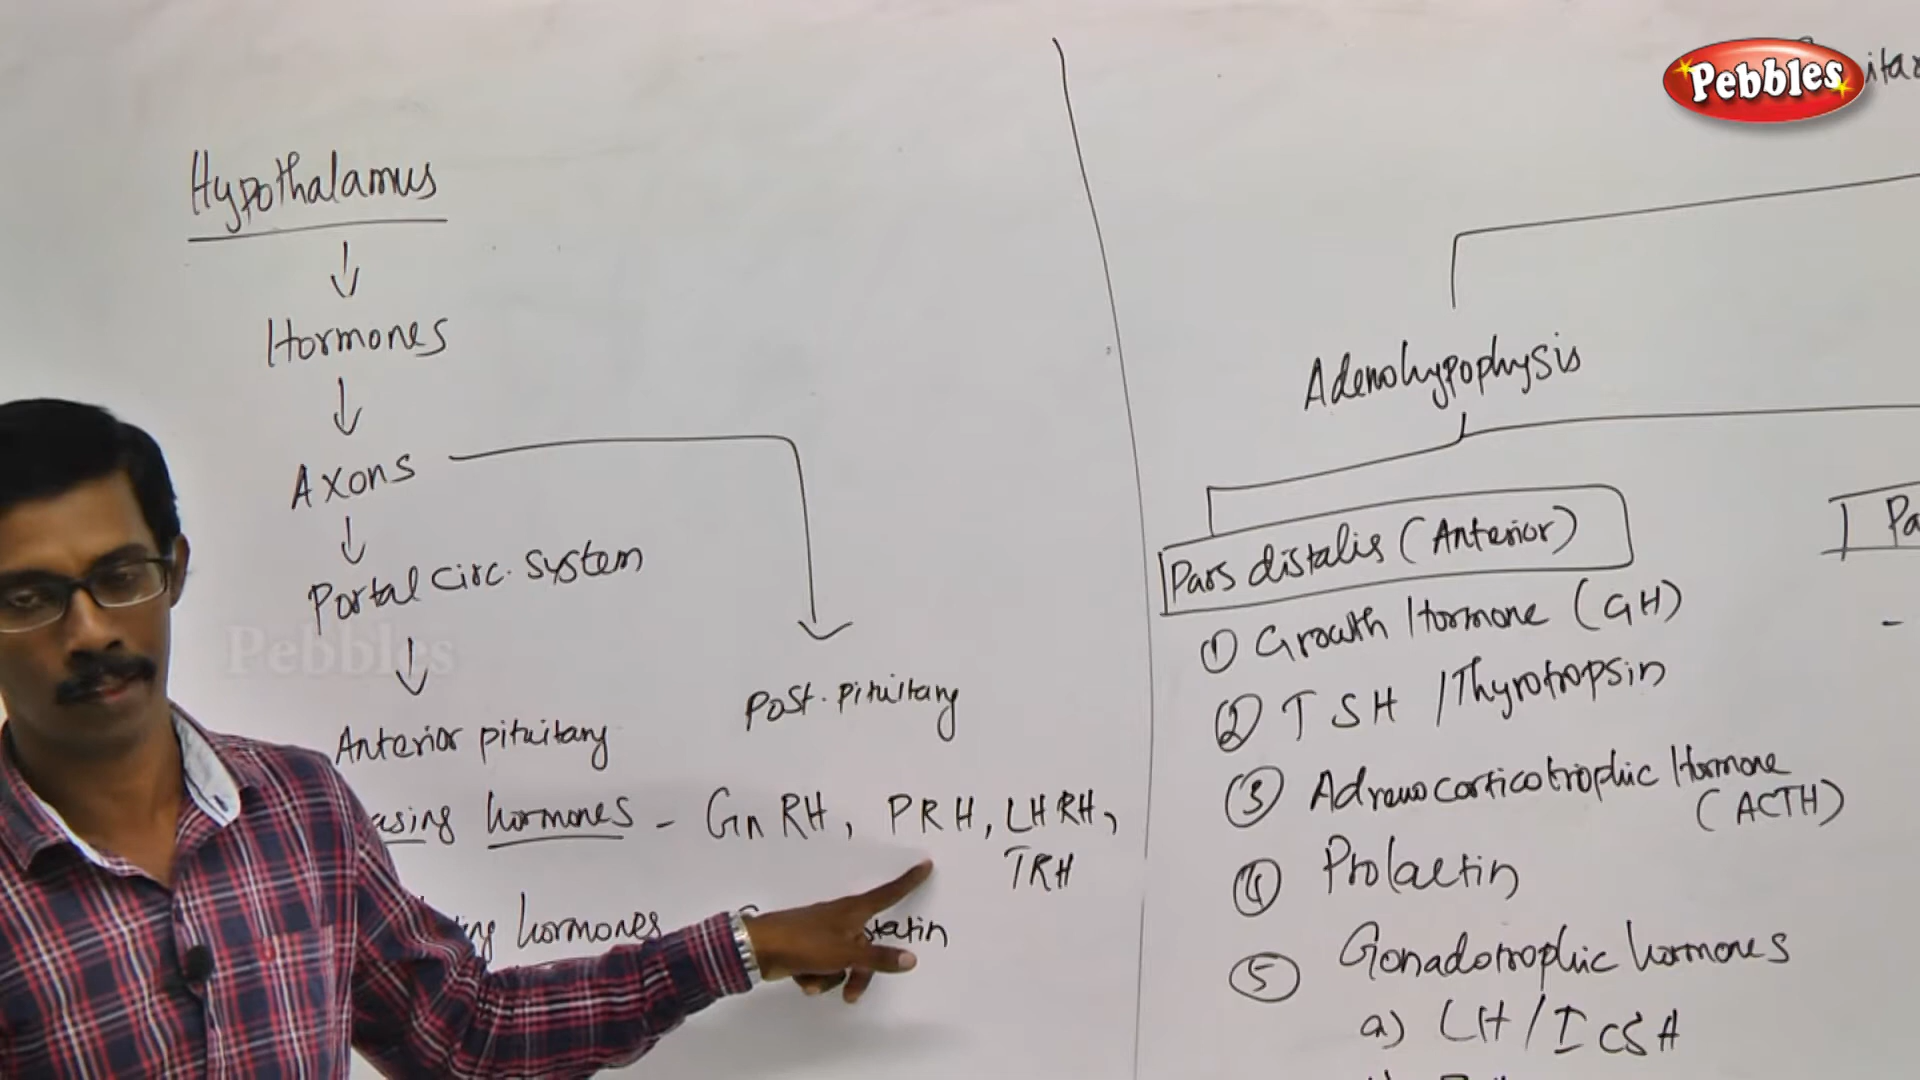 Pebbles
Hypothalamus
Hormones
Axons
Portal circ. system
Pebbles
Anterior pituitary
Post. pituitary
hormones - GnRH, PRH, LHRH,
TRH
hormones
Adenohypophysis
Pars distalis (Anterior)
① Growth Hormone (GH)
② TSH / Thyrotropsin
③ Adrenocorticotrophic Hormone
(ACTH)
④ Prolactin
⑤ Gonadotrophic hormones
a) LH / ICSH